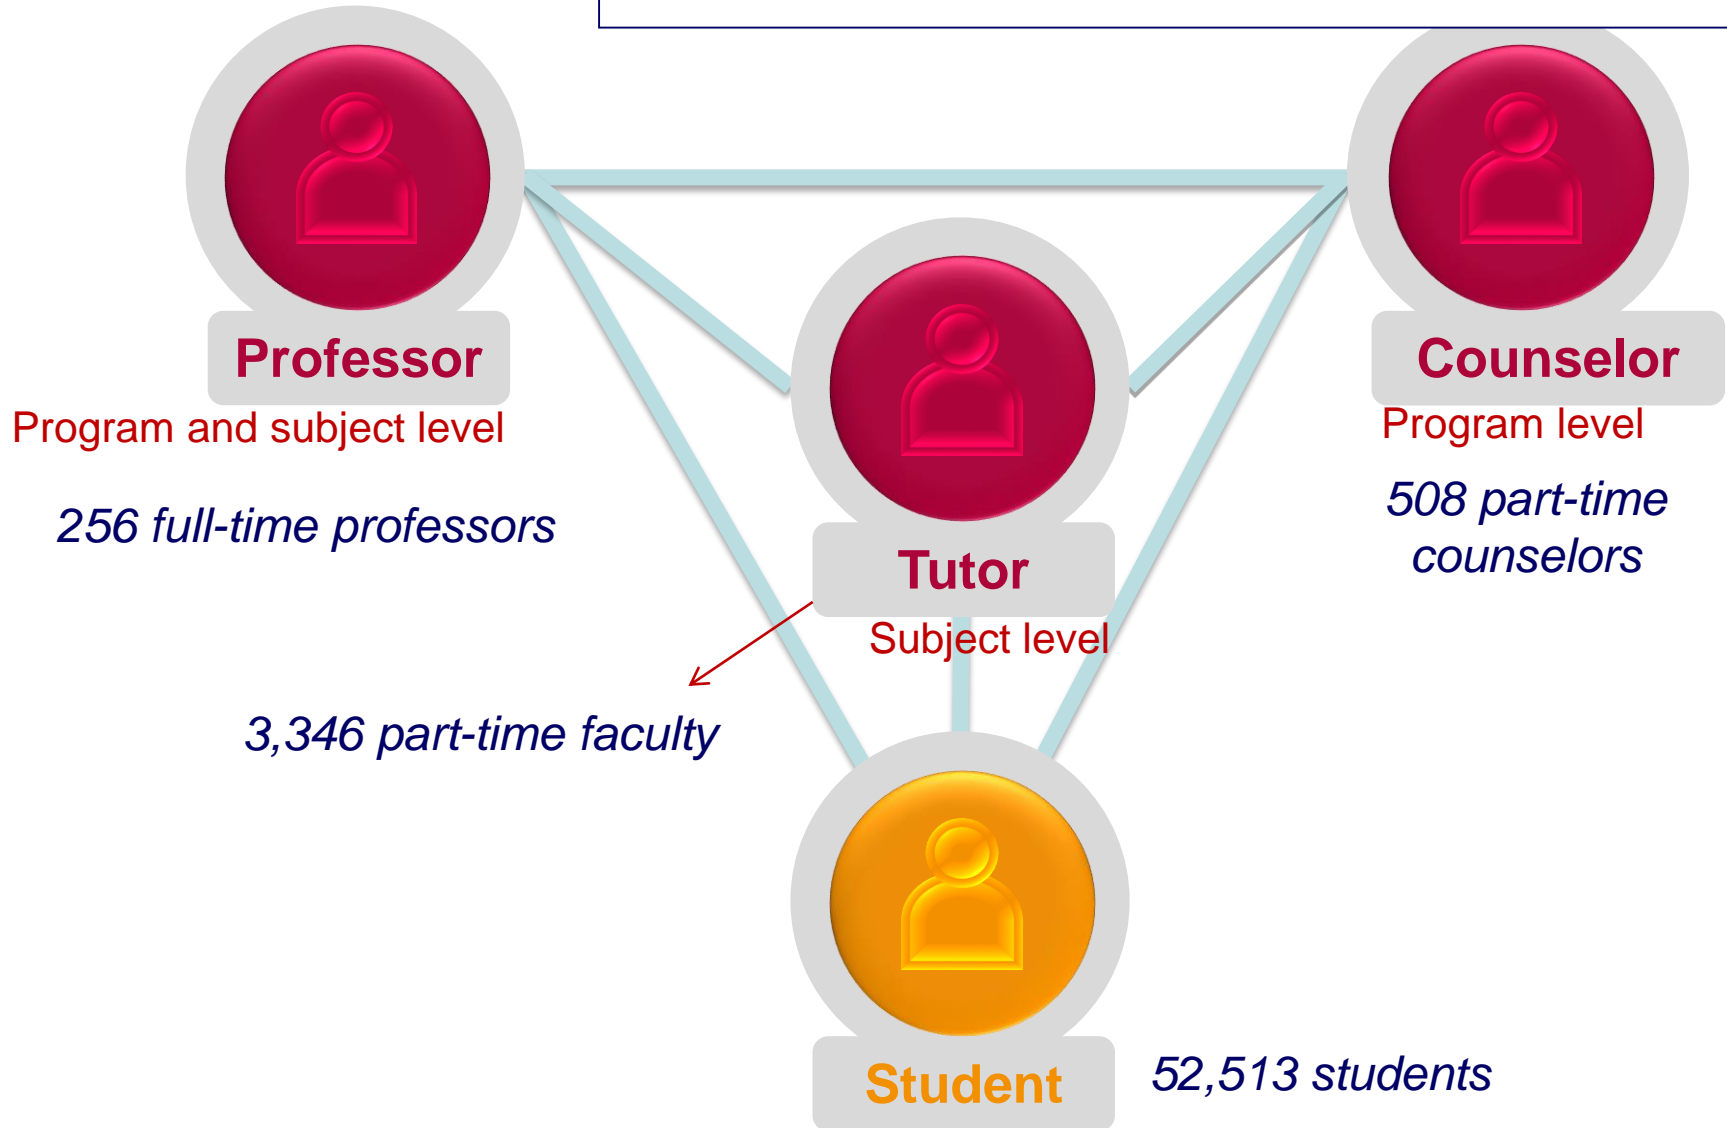 Professor
Program and subject level
256 full-time professors
Counselor
Program level
508 part-time
counselors
Tutor
Subject level
3,346 part-time faculty
Student
52,513 students